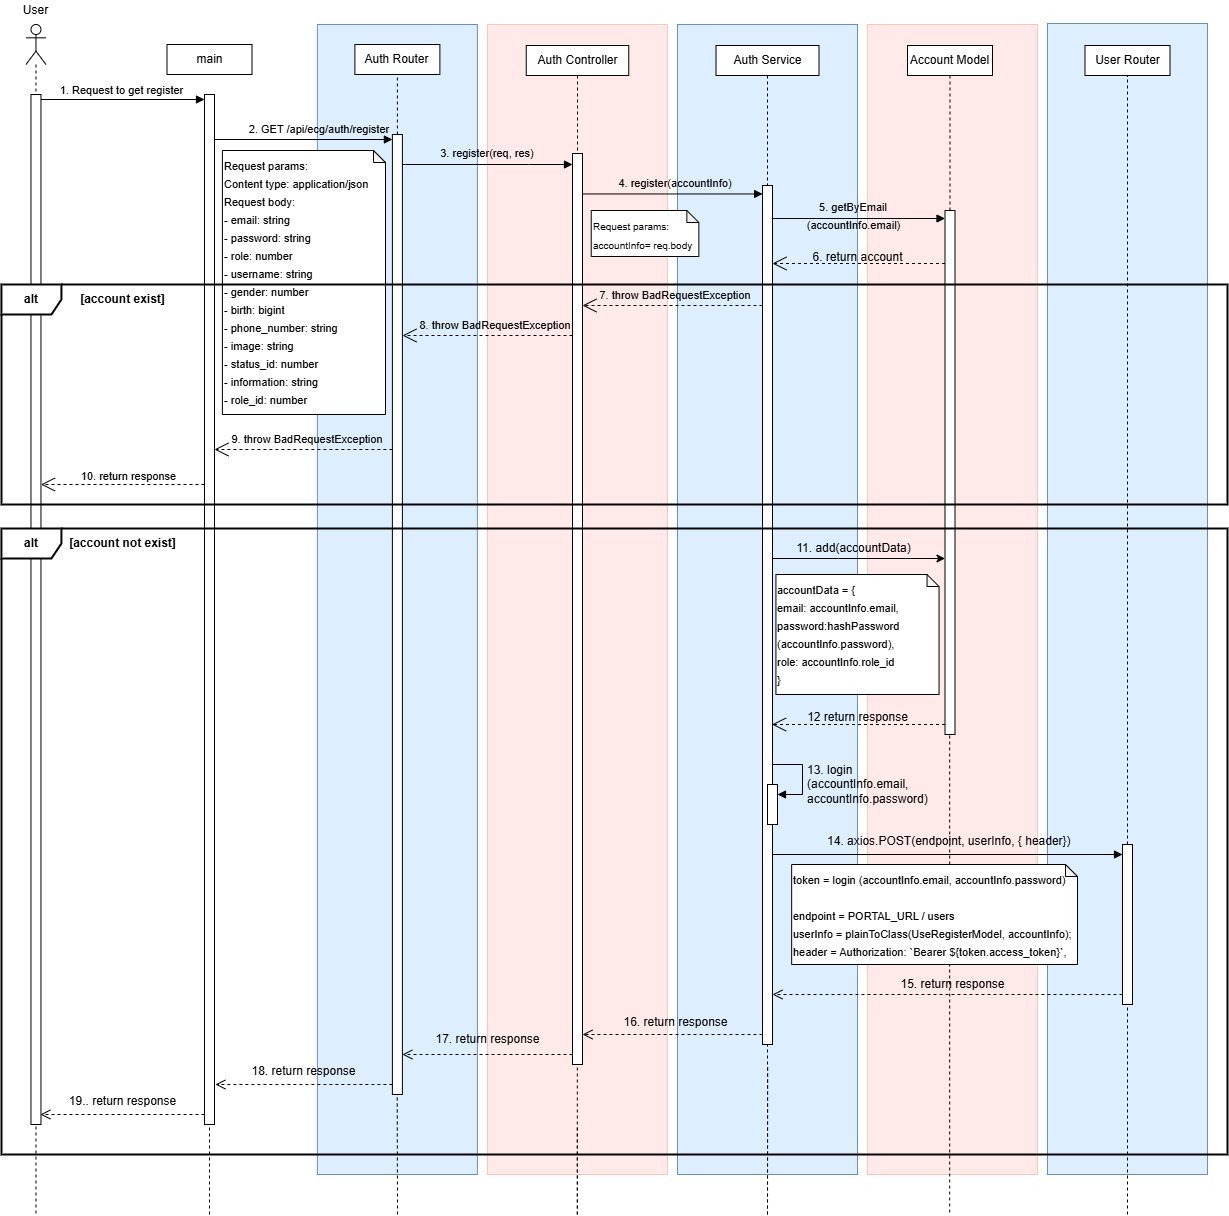 User
main
Auth Router
Auth Controller
Auth Service
Account Model
User Router
1. Request to get register
2. GET /api/ecg/auth/register
Request params:
Content type: application/json
Request body:
- email: string
- password: string
- role: number
- username: string
- gender: number
- birth: bigint
- phone_number: string
- image: string
- status_id: number
- information: string
- role_id: number
3. register(req, res)
4. register(accountInfo)
Request params:
accountInfo= req.body
5. getByEmail
(accountInfo.email)
6. return account
alt
[account exist]
7. throw BadRequestException
8. throw BadRequestException
9. throw BadRequestException
10. return response
alt
[account not exist]
11. add(accountData)
accountData = {
email: accountInfo.email,
password:hashPassword
(accountInfo.password),
role: accountInfo.role_id
}
12 return response
13. login
(accountInfo.email,
accountInfo.password)
14. axios.POST(endpoint, userInfo, { header})
token = login (accountInfo.email, accountInfo.password)
endpoint = PORTAL_URL / users
userInfo = plainToClass(UseRegisterModel, accountInfo);
header = Authorization: `Bearer ${token.access_token}`,
15. return response
16. return response
17. return response
18. return response
19.. return response